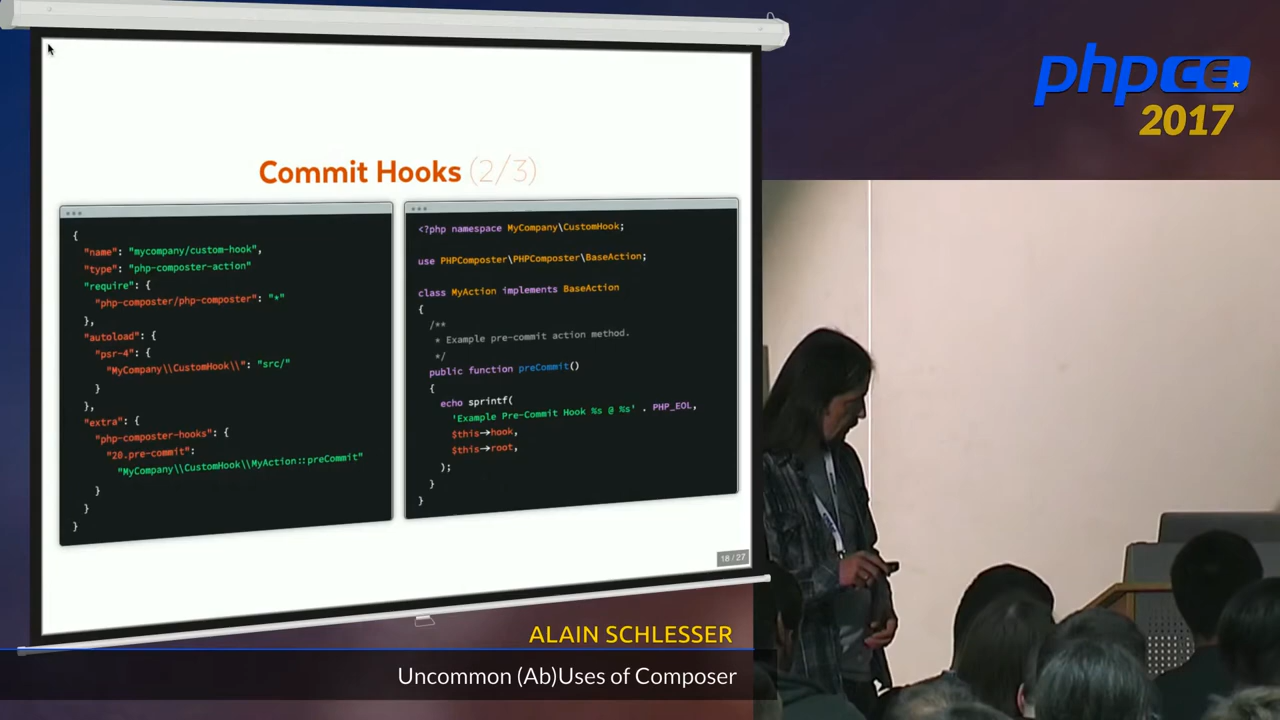 Commit Hooks (2/3)
{
"name": "mycompany/custom-hook",
"type": "php-composter-action"
"require": {
"php-composter/php-composter": "*"
},
"autoload": {
"psr-4": {
"MyCompany\\CustomHook\\": "src/"
}
},
"extra": {
"php-composter-hooks": {
"20.pre-commit":
"MyCompany\\CustomHook\\MyAction::preCommit"
}
}
}
<?php namespace MyCompany\CustomHook;
use PHPComposter\PHPComposter\BaseAction;
class MyAction implements BaseAction
{
/**
* Example pre-commit action method.
*/
public function preCommit()
{
echo sprintf(
'Example Pre-Commit Hook %s @ %s' . PHP_EOL,
$this->hook,
$this->root,
);
}
}
18 / 27
phpCE
2017
ALAIN SCHLESSER
Uncommon (Ab)Uses of Composer